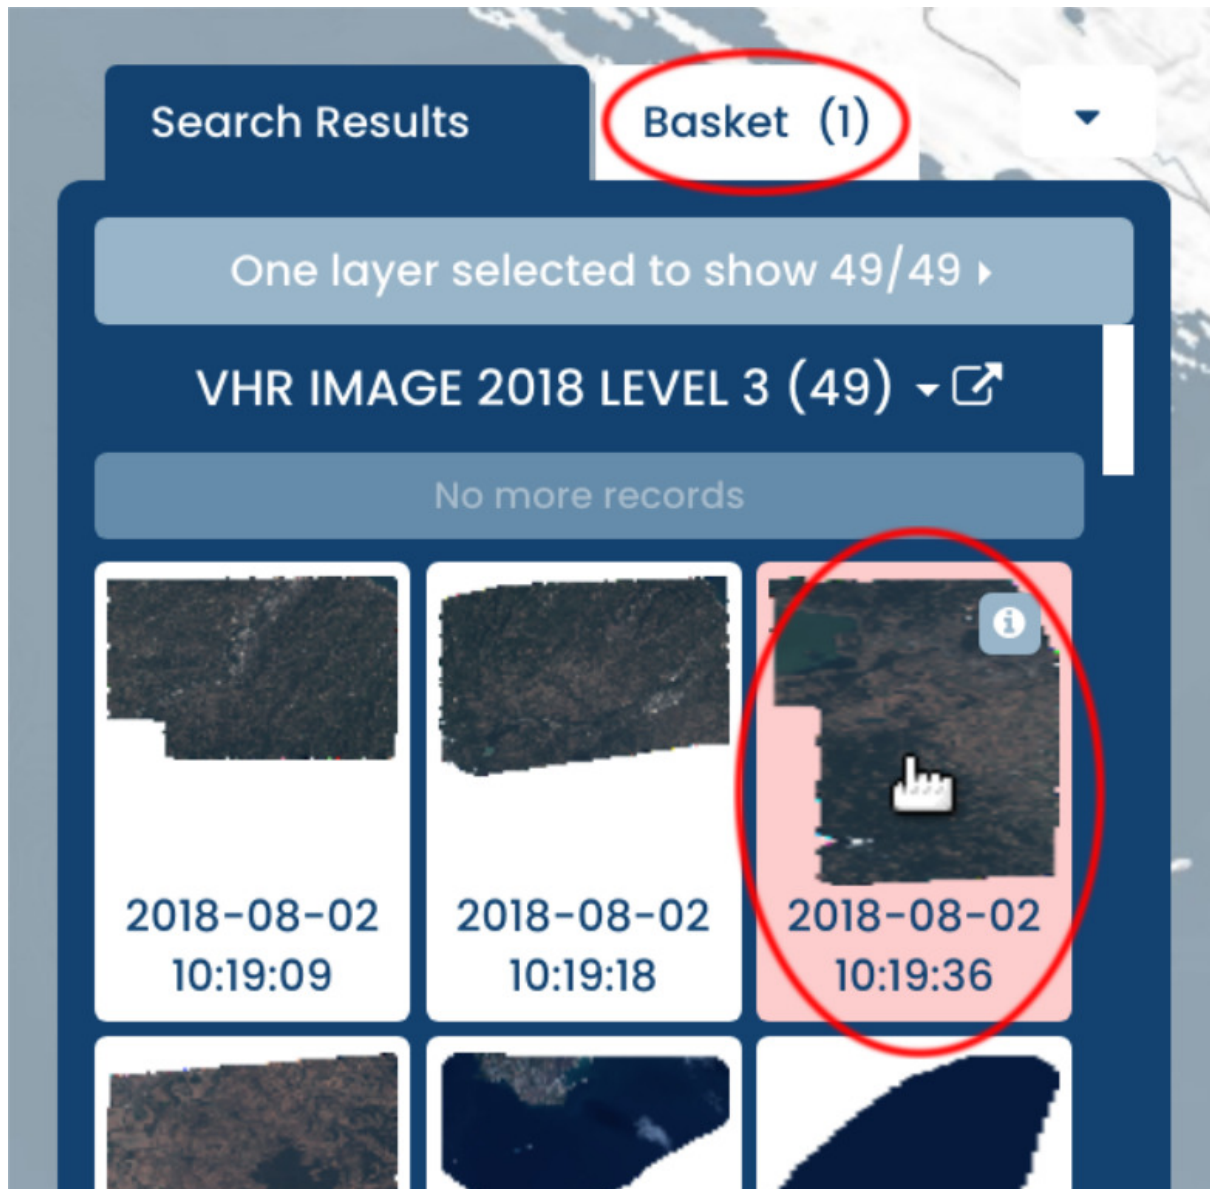 Search Results
Basket (1)
One layer selected to show 49/49
VHR IMAGE 2018 LEVEL 3 (49)
No more records
2018-08-02
10:19:09
2018-08-02
10:19:18
2018-08-02
10:19:36